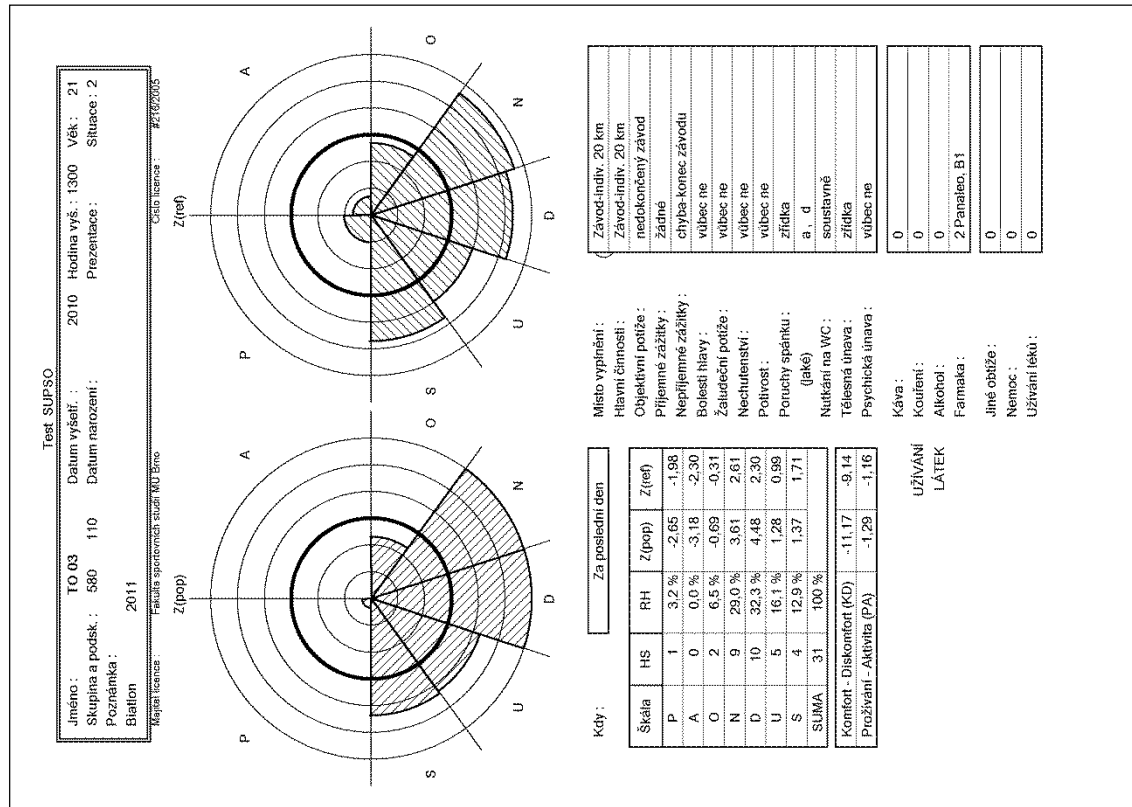 Test SUPSO
Jméno : TO 03 Datum vyšetř. : 2010 Hodina vyš. : 1300 Věk : 21
Skupina a podsk. : 580 110 Datum narození : Prezentace : Situace : 2
Poznámka :
Biatlon 2011
Majitel licence : Fakulta sportovních studií MU Brno Číslo licence : #216/2005
Z(pop) Z(ref)
P A P A
S O S O
U D N U D N
Kdy : Za poslední den
Škála HS RH Z(pop) Z(ref)
P 1 3,2 % -2,65 -1,98
A 0 0,0 % -3,18 -2,30
O 2 6,5 % -0,69 -0,31
N 9 29,0 % 3,61 2,61
D 10 32,3 % 4,48 2,30
U 5 16,1 % 1,28 0,99
S 4 12,9 % 1,37 1,71
SUMA 31 100 %
Komfort - Diskomfort (KD) -11,17 -9,14
Prožívání - Aktivita (PA) 1,29 -1,16
Místo vyplnění : Závod-indiv. 20 km
Hlavní činnosti : Závod-indiv. 20 km
Objektivní potíže : nedokončený závod
Příjemné zážitky : žádné
Nepříjemné zážitky : chyba-konec závodu
Bolesti hlavy : vůbec ne
Žaludeční potíže : vůbec ne
Nechutenství : vůbec ne
Potivost : vůbec ne
Poruchy spánku : zřídka
(jaké) a , d
Nutkání na WC : soustavně
Tělesná únava : zřídka
Psychická únava : vůbec ne
UŽÍVÁNÍ
LÁTEK
Káva : 0
Kouření : 0
Alkohol : 0
Farmaka : 2 Panaleo, B1
Jiné obtíže : 0
Nemoc : 0
Užívání léků : 0